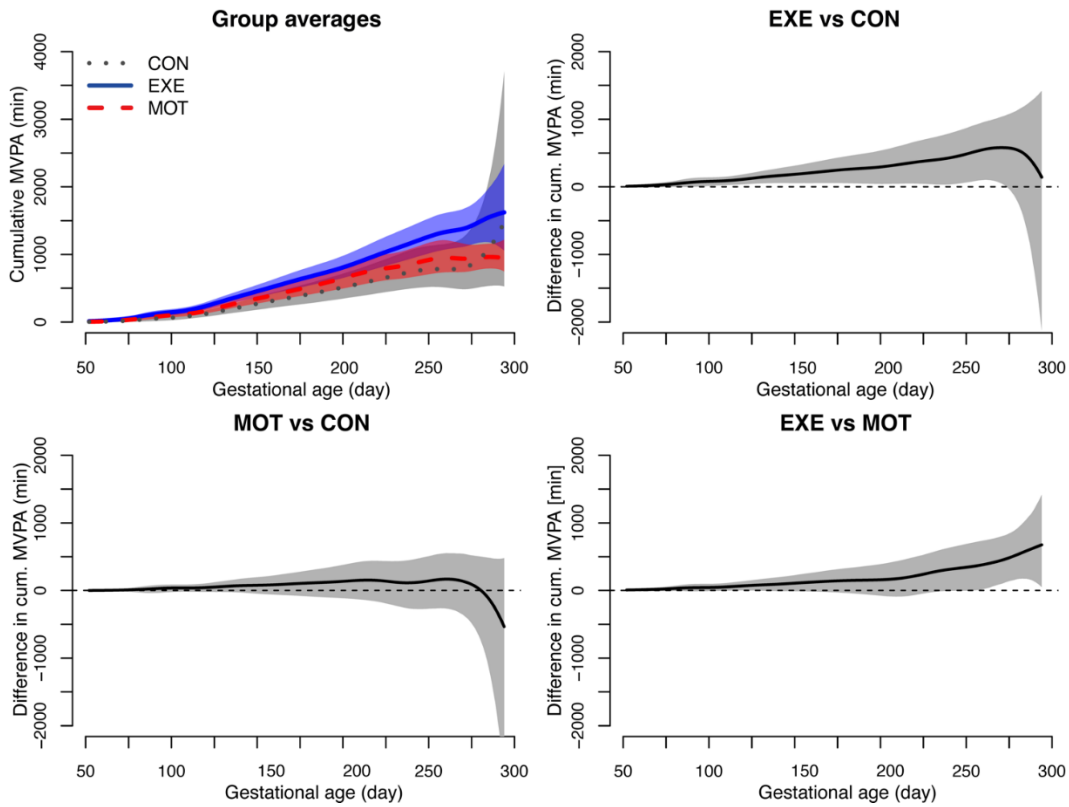 Group averages
Cumulative MVPA (min)
4000
3000
2000
1000
0
CON
EXE
MOT
50 100 150 200 250 300
Gestational age (day)
EXE vs CON
Difference in cum. MVPA (min)
2000
1000
0
−1000
−2000
50 100 150 200 250 300
Gestational age (day)
MOT vs CON
Difference in cum. MVPA (min)
2000
1000
0
−1000
−2000
50 100 150 200 250 300
Gestational age (day)
EXE vs MOT
Difference in cum. MVPA [min]
2000
1000
0
−1000
−2000
50 100 150 200 250 300
Gestational age (day)